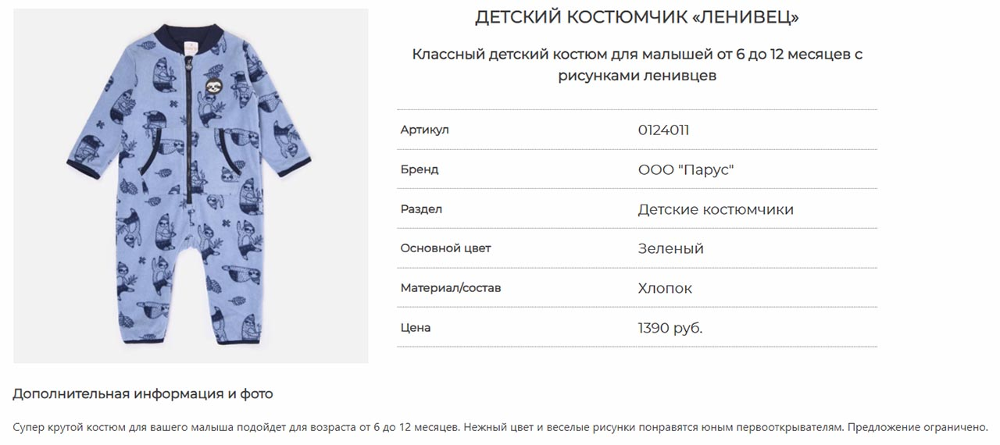 ДЕТСКИЙ КОСТЮМЧИК «ЛЕНИВЕЦ»
Классный детский костюм для малышей от 6 до 12 месяцев с
рисунками ленивцев
Артикул 0124011
Бренд ООО "Парус"
Раздел Детские костюмчики
Основной цвет Зеленый
Материал/состав Хлопок
Цена 1390 руб.
Дополнительная информация и фото
Супер крутой костюм для вашего малыша подойдет для возраста от 6 до 12 месяцев. Нежный цвет и веселые рисунки понравятся юным первооткрывателям. Предложение ограничено.